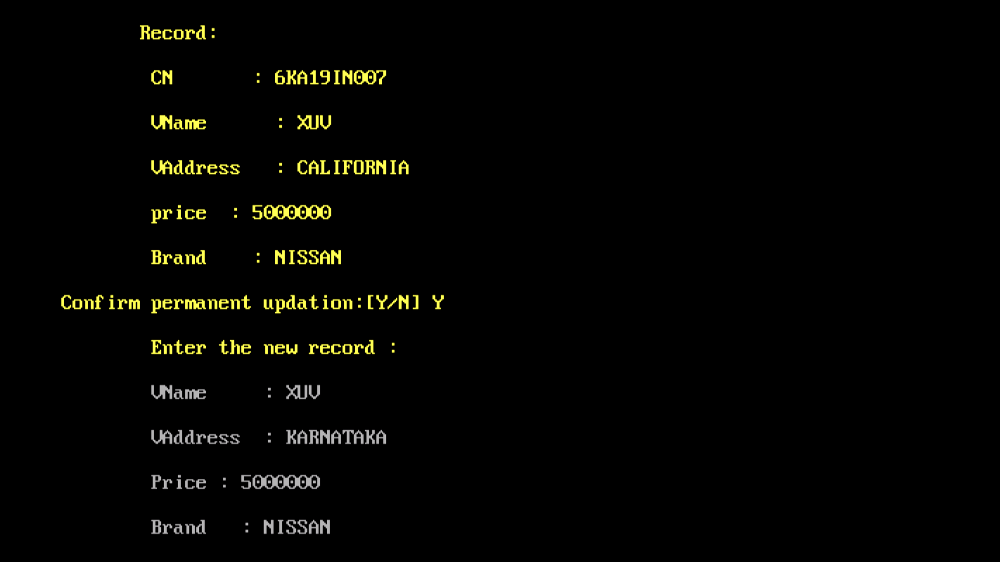 Record:
CN : 6KA19IN007
VName : XUV
VAddress : CALIFORNIA
price : 5000000
Brand : NISSAN
Confirm permanent updation:[Y/N] Y
Enter the new record :
VName : XUV
VAddress : KARNATAKA
Price : 5000000
Brand : NISSAN